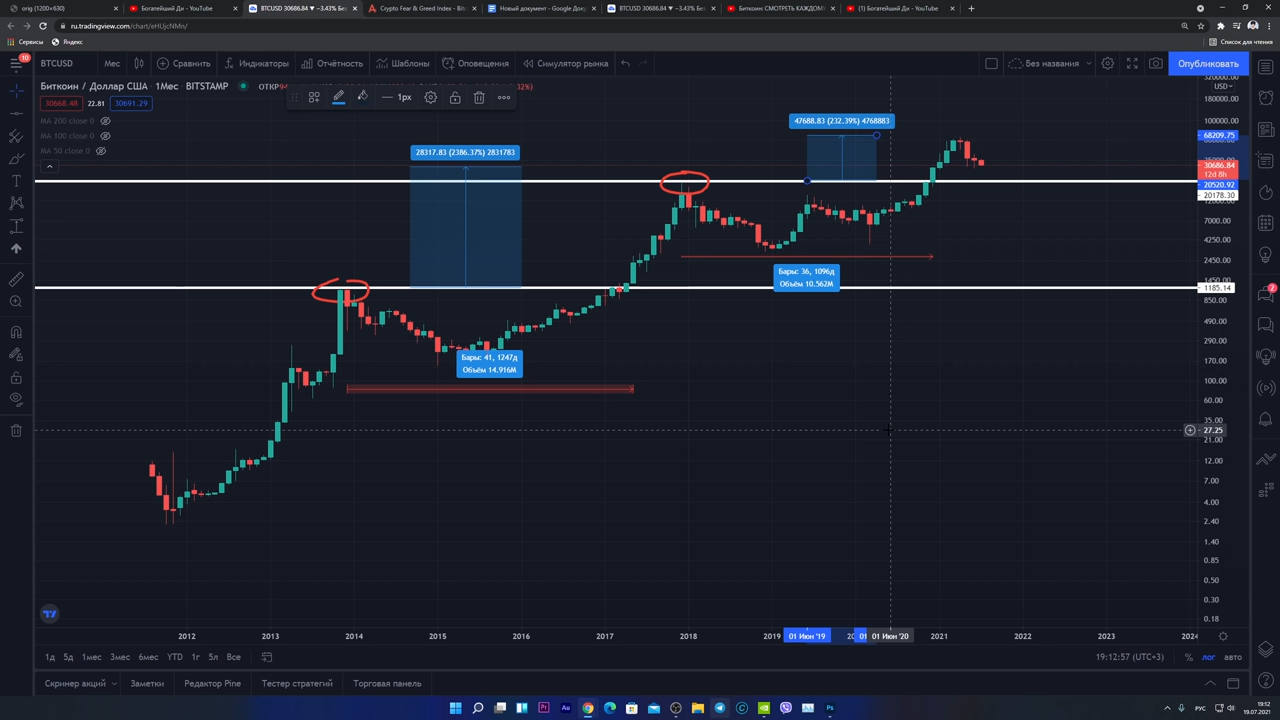 orig (1200×630)
Богатейший Ди - YouTube
BTCUSD 30686.84 ▼ −3.43% Без
Crypto Fear & Greed Index - Bitc
Новый документ - Google Доку
BTCUSD 30686.84 ▼ −3.43% Без
Биткоин: СМОТРЕТЬ КАЖДОМУ
(1) Богатейший Ди - YouTube
ru.tradingview.com/chart/eHUjcNMn/
Сервисы
Яндекс
Список для чтения
10
BTCUSD
Мес
Сравнить
Индикаторы
Отчётность
Шаблоны
Оповещения
Симулятор рынка
Без названия
Опубликовать
Биткоин / Доллар США · 1Мес · BITSTAMP
ОТКР
1px
30668.48
22.81
30691.29
MA 200 close 0
MA 100 close 0
MA 50 close 0
USD
180000.00
100000.00
68209.75
30686.84
12d 8h
20520.92
20178.30
12000.00
7000.00
4250.00
2450.00
1450.00
1185.14
850.00
490.00
290.00
170.00
100.00
60.00
35.00
27.25
21.00
12.00
7.00
4.00
2.40
1.40
0.85
0.50
0.30
0.18
28317.83 (2386.37%) 2831783
47688.83 (232.39%) 4768883
Бары: 36, 1096д
Объём 10.562M
Бары: 41, 1247д
Объём 14.916M
2
2012
2013
2014
2015
2016
2017
2018
2019
01 Июн '19
01 Июн '20
2021
2022
2023
2024
1д
5д
1мес
3мес
6мес
YTD
1г
5л
Все
19:12:57 (UTC+3)
%
лог
авто
Скринер акций
Заметки
Редактор Pine
Тестер стратегий
Торговая панель
РУС
19:12
19.07.2021